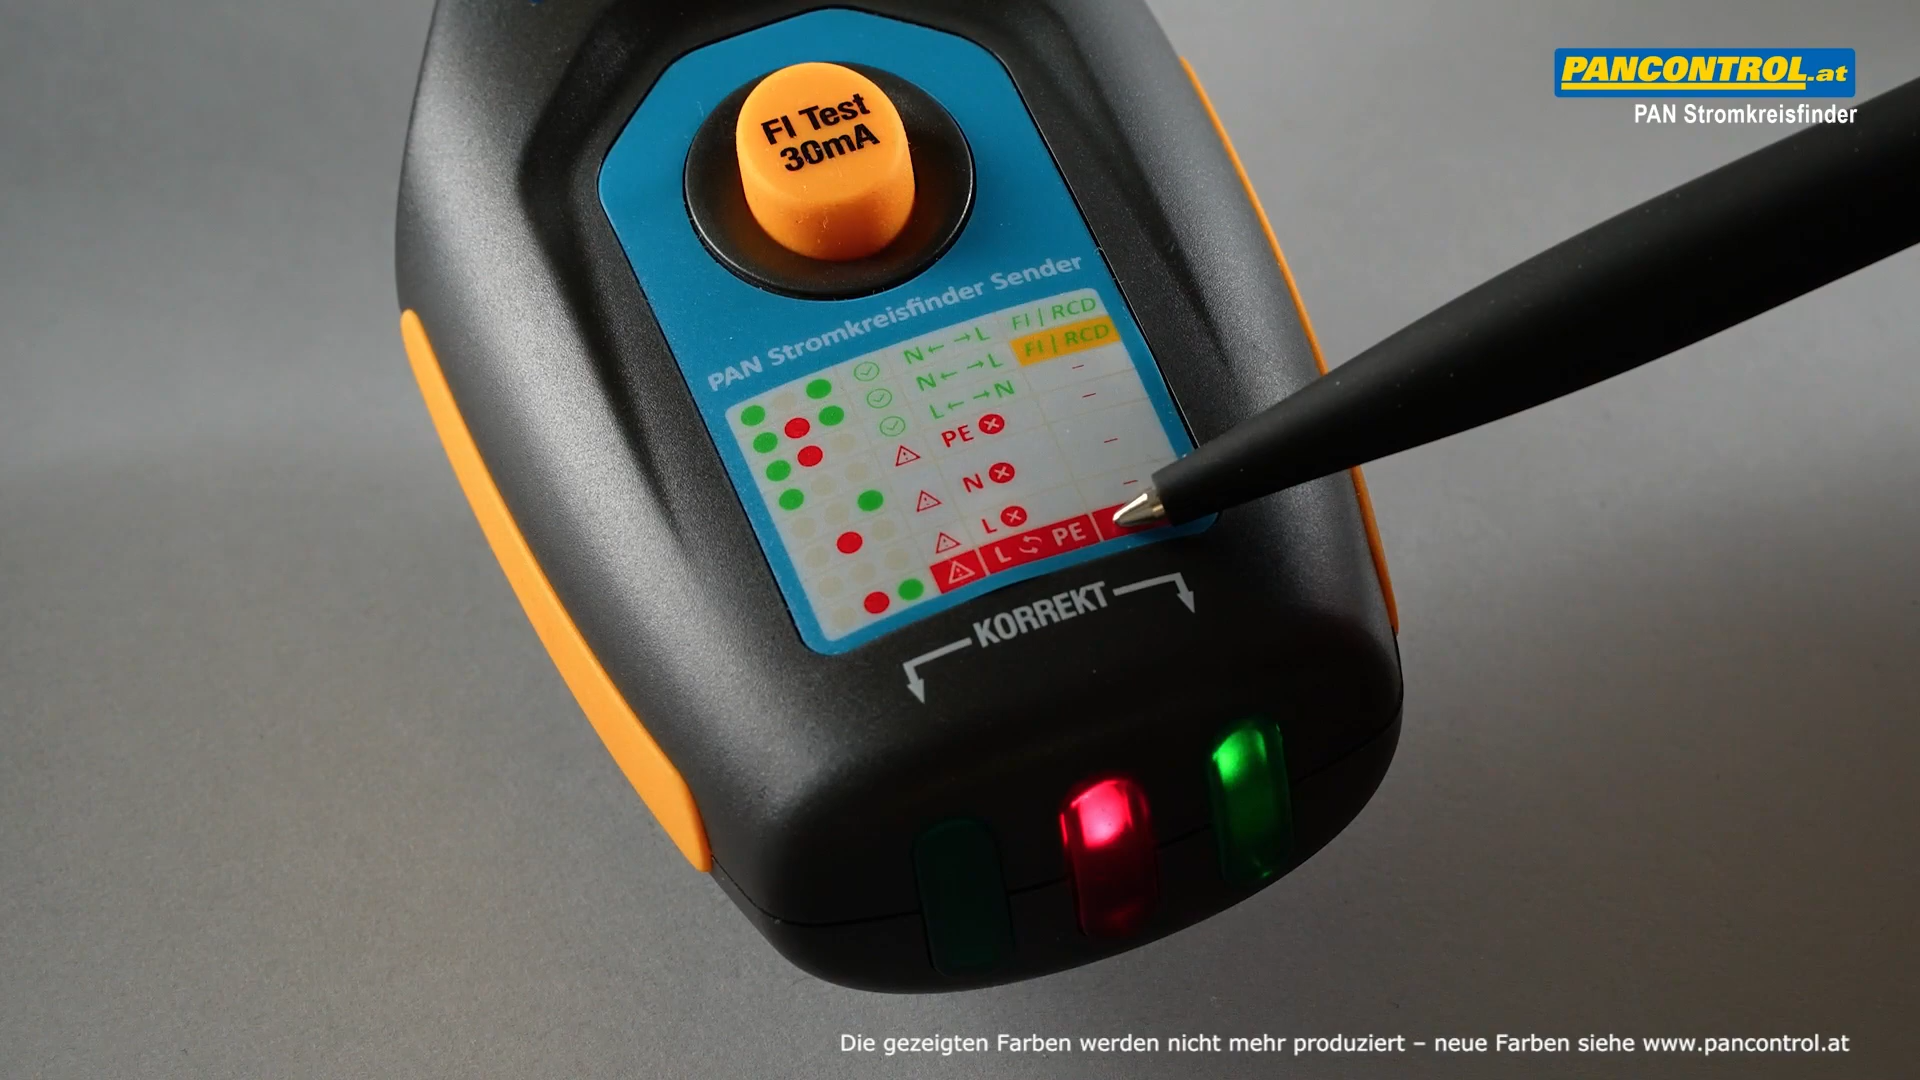 PANCONTROL.at
PAN Stromkreisfinder
FI Test
30mA
PAN Stromkreisfinder Sender
N← →L FI | RCD
N← →L FI | RCD
L← →N –
PE –
N –
L –
L PE
KORREKT
Die gezeigten Farben werden nicht mehr produziert – neue Farben siehe www.pancontrol.at